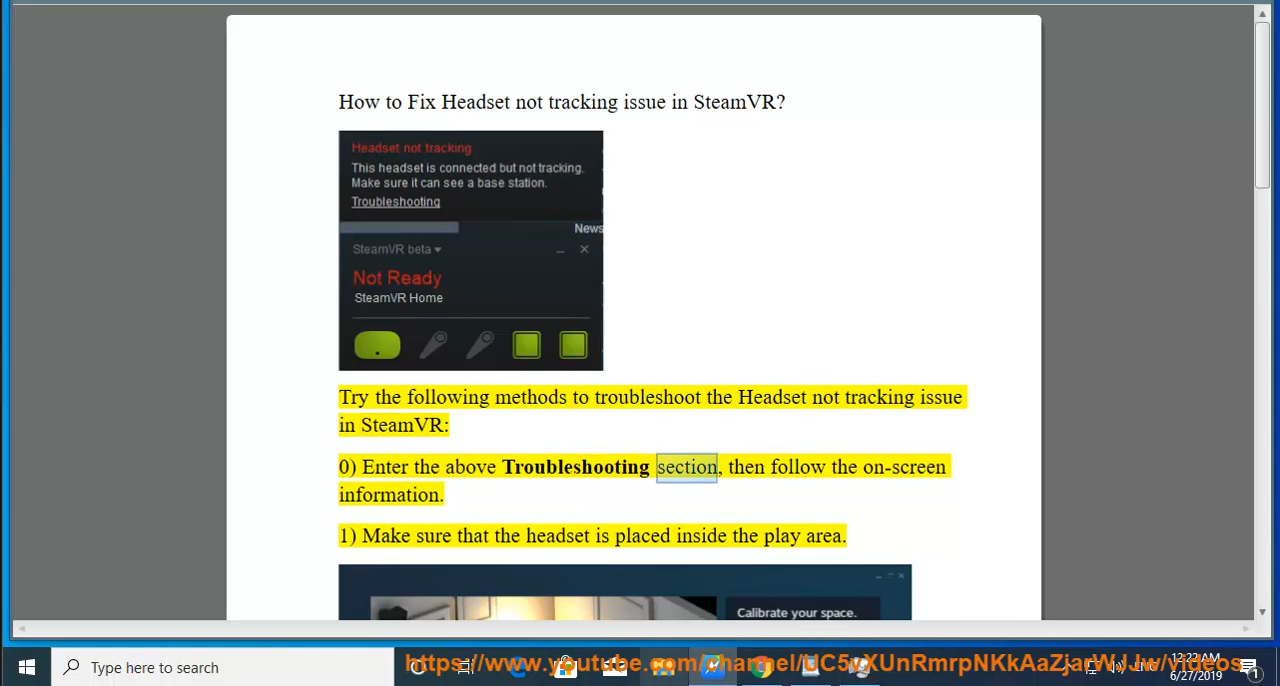 How to Fix Headset not tracking issue in SteamVR?
Headset not tracking
This headset is connected but not tracking.
Make sure it can see a base station.
Troubleshooting
News
SteamVR beta
Not Ready
SteamVR Home
Try the following methods to troubleshoot the Headset not tracking issue
in SteamVR:
0) Enter the above Troubleshooting section, then follow the on-screen
information.
1) Make sure that the headset is placed inside the play area.
Calibrate your space.
Type here to search
ENG
12:22 AM
6/27/2019
1